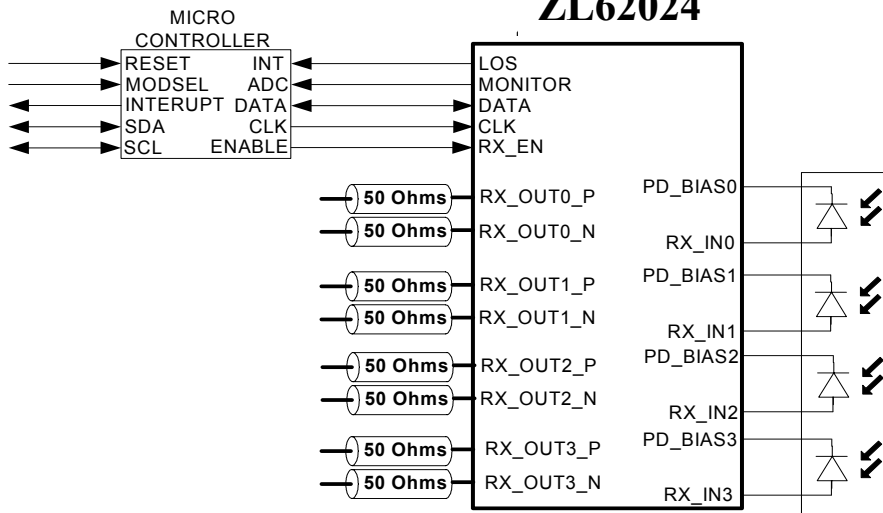 ZL62024
MICRO
CONTROLLER
RESET INT
MODSEL ADC
INTERUPT DATA
SDA CLK
SCL ENABLE
LOS
MONITOR
DATA
CLK
RX_EN
50 Ohms RX_OUT0_P
50 Ohms RX_OUT0_N
50 Ohms RX_OUT1_P
50 Ohms RX_OUT1_N
50 Ohms RX_OUT2_P
50 Ohms RX_OUT2_N
50 Ohms RX_OUT3_P
50 Ohms RX_OUT3_N
PD_BIAS0
RX_IN0
PD_BIAS1
RX_IN1
PD_BIAS2
RX_IN2
PD_BIAS3
RX_IN3